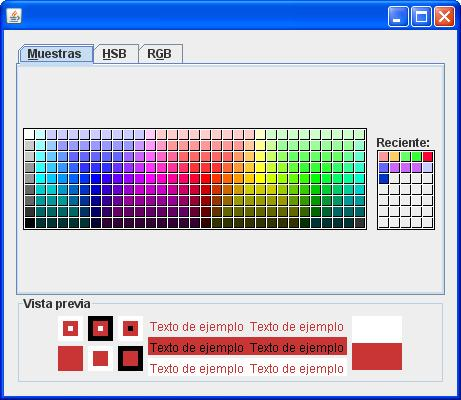 Muestras HSB RGB
Reciente:
Vista previa
Texto de ejemplo Texto de ejemplo
Texto de ejemplo Texto de ejemplo
Texto de ejemplo Texto de ejemplo